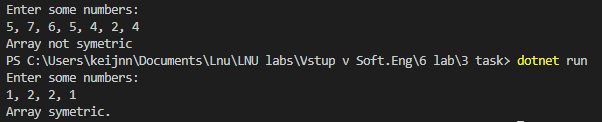 Enter some numbers:
5, 7, 6, 5, 4, 2, 4
Array not symetric
PS C:\Users\keijnn\Documents\Lnu\LNU labs\Vstup v Soft.Eng\6 lab\3 task> dotnet run
Enter some numbers:
1, 2, 2, 1
Array symetric.